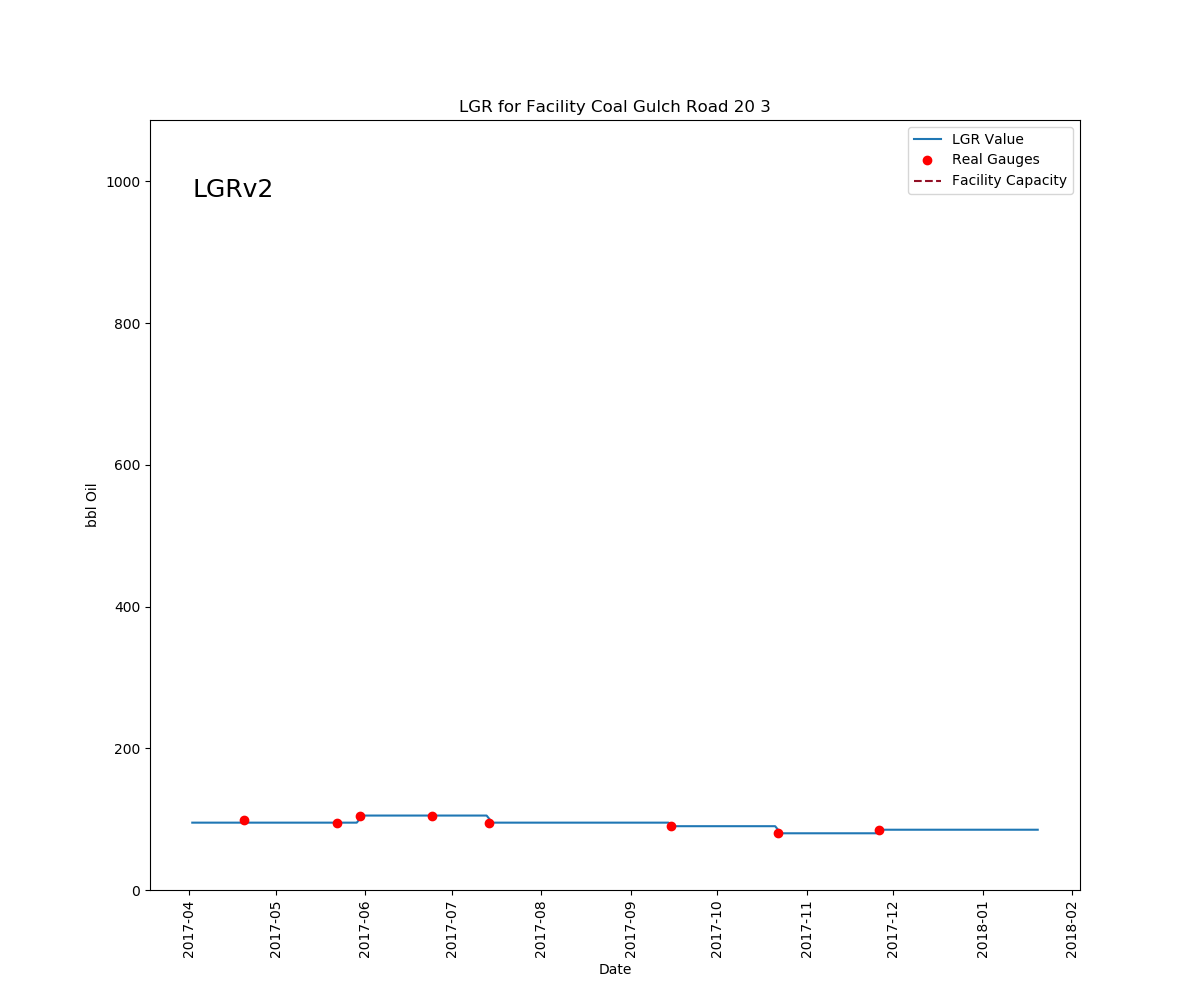 LGR for Facility Coal Gulch Road 20 3
LGR Value
Real Gauges
Facility Capacity
LGRv2
1000
800
600
400
200
0
bbl Oil
2017-04
2017-05
2017-06
2017-07
2017-08
2017-09
2017-10
2017-11
2017-12
2018-01
2018-02
Date